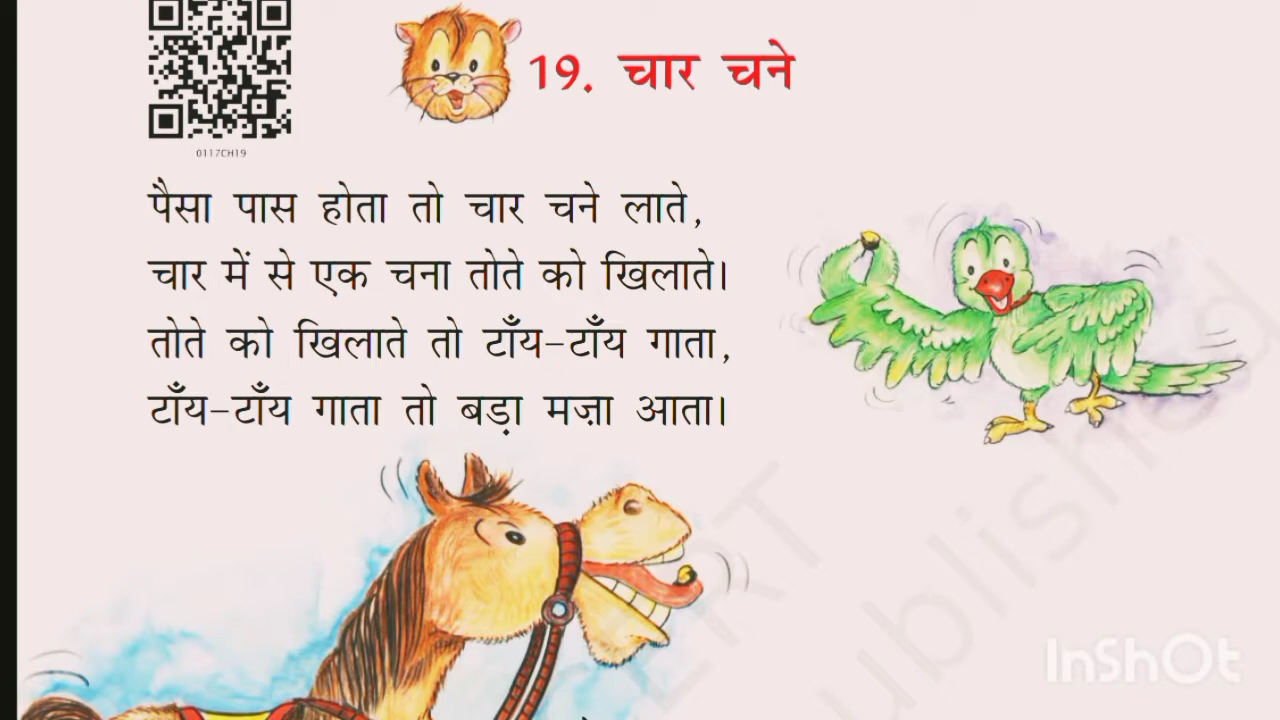 19. चार चने
0117CH19
पैसा पास होता तो चार चने लाते,
चार में से एक चना तोते को खिलाते।
तोते को खिलाते तो टाँय-टाँय गाता,
टाँय-टाँय गाता तो बड़ा मज़ा आता।
InShOt